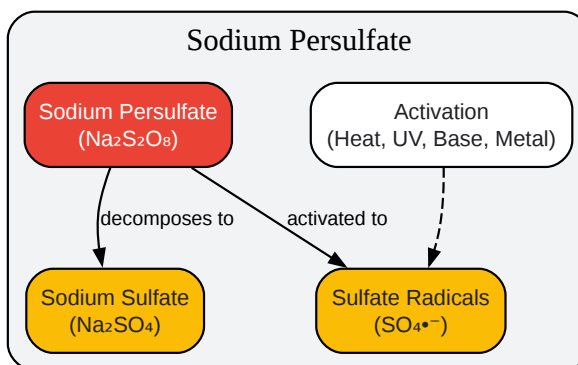 Sodium Persulfate
Sodium Persulfate
(Na₂S₂O₈)
Activation
(Heat, UV, Base, Metal)
decomposes to
activated to
Sodium Sulfate
(Na₂SO₄)
Sulfate Radicals
(SO₄•⁻)